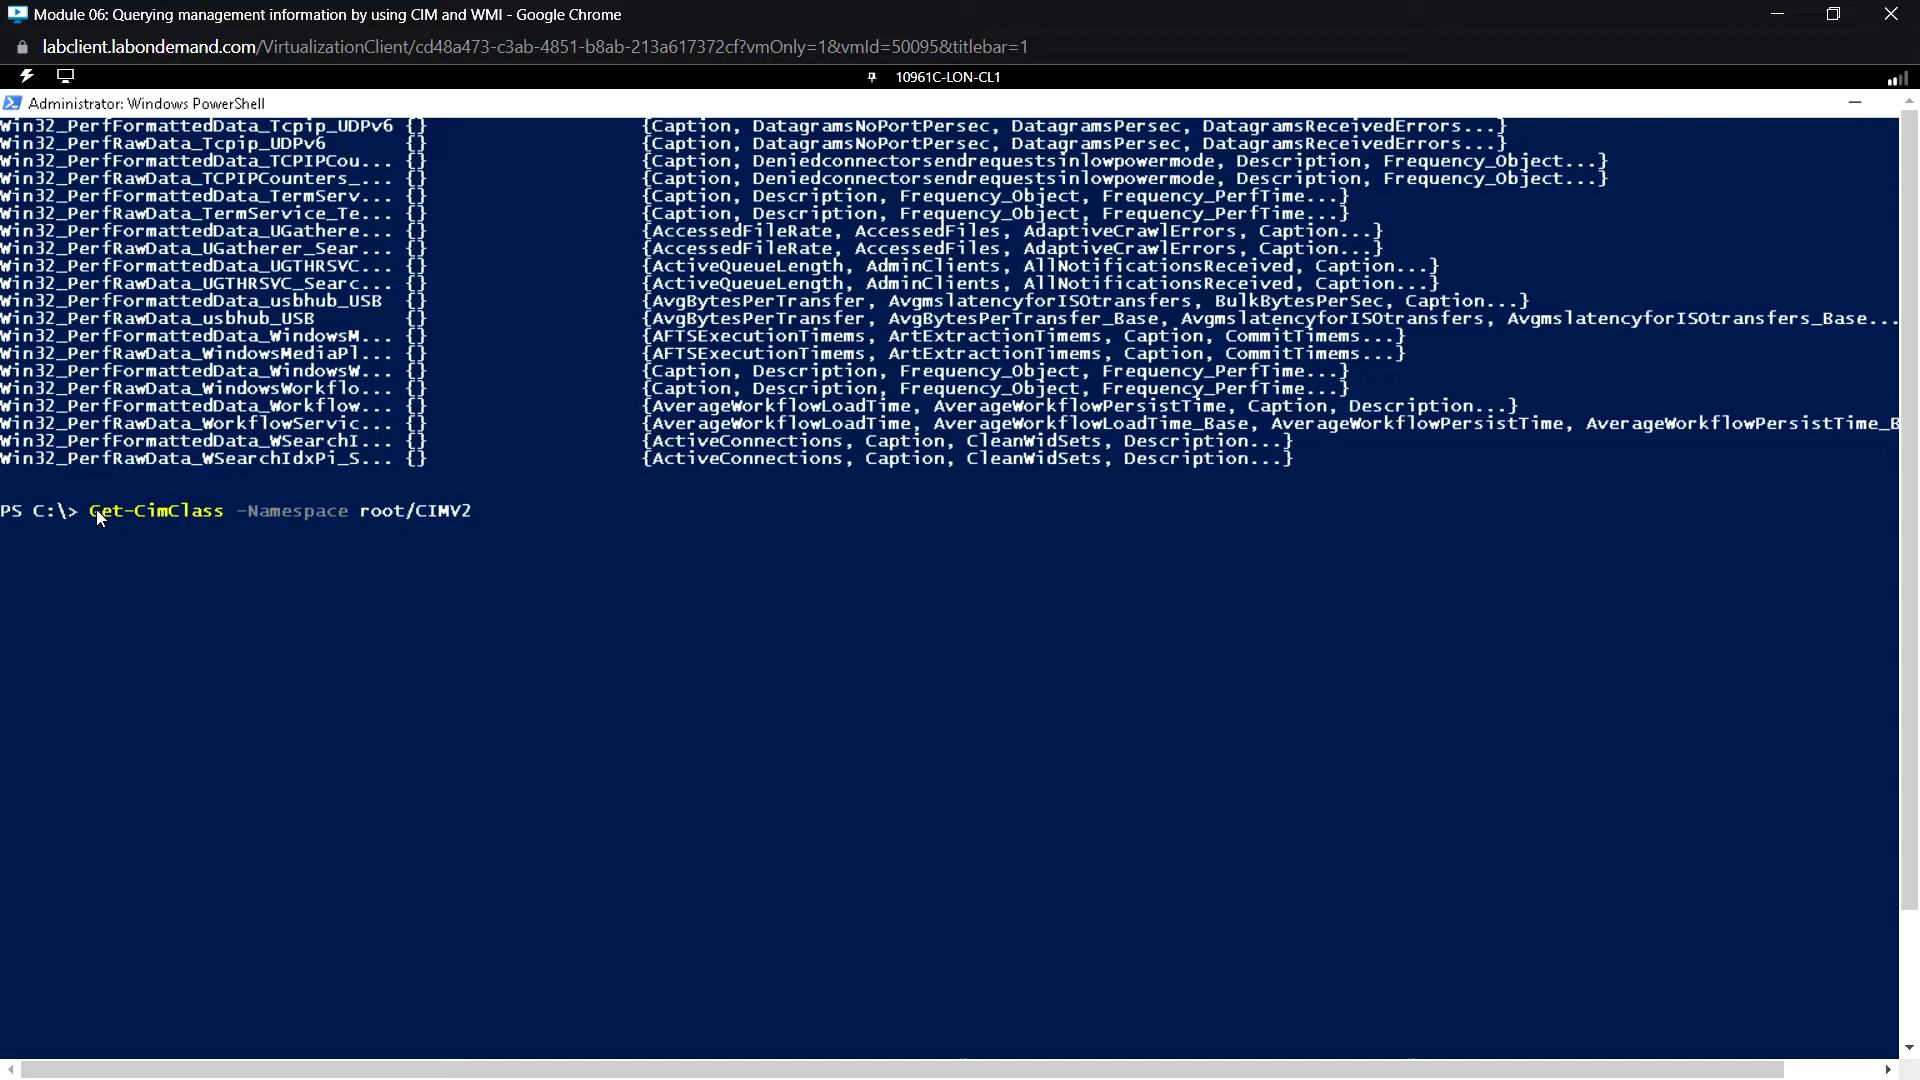 Module 06: Querying management information by using CIM and WMI - Google Chrome
labclient.labondemand.com/VirtualizationClient/cd48a473-c3ab-4851-b8ab-213a617372cf?vmOnly=1&vmId=50095&titlebar=1
10961C-LON-CL1
Administrator: Windows PowerShell
Win32_PerfFormattedData_Tcpip_UDPv6 {} {Caption, DatagramsNoPortPersec, DatagramsPersec, DatagramsReceivedErrors...}
Win32_PerfRawData_Tcpip_UDPv6 {} {Caption, DatagramsNoPortPersec, DatagramsPersec, DatagramsReceivedErrors...}
Win32_PerfFormattedData_TCPIPCou... {} {Caption, Deniedconnectorsendrequestsinlowpowermode, Description, Frequency_Object...}
Win32_PerfRawData_TCPIPCounters_... {} {Caption, Deniedconnectorsendrequestsinlowpowermode, Description, Frequency_Object...}
Win32_PerfFormattedData_TermServ... {} {Caption, Description, Frequency_Object, Frequency_PerfTime...}
Win32_PerfRawData_TermService_Te... {} {Caption, Description, Frequency_Object, Frequency_PerfTime...}
Win32_PerfFormattedData_UGathere... {} {AccessedFileRate, AccessedFiles, AdaptiveCrawlErrors, Caption...}
Win32_PerfRawData_UGatherer_Sear... {} {AccessedFileRate, AccessedFiles, AdaptiveCrawlErrors, Caption...}
Win32_PerfFormattedData_UGTHRSVC... {} {ActiveQueueLength, AdminClients, AllNotificationsReceived, Caption...}
Win32_PerfRawData_UGTHRSVC_Searc... {} {ActiveQueueLength, AdminClients, AllNotificationsReceived, Caption...}
Win32_PerfFormattedData_usbhub_USB {} {AvgBytesPerTransfer, AvgmslatencyforISOtransfers, BulkBytesPerSec, Caption...}
Win32_PerfRawData_usbhub_USB {} {AvgBytesPerTransfer, AvgBytesPerTransfer_Base, AvgmslatencyforISOtransfers, AvgmslatencyforISOtransfers_Base...
Win32_PerfFormattedData_WindowsM... {} {AFTSExecutionTimems, ArtExtractionTimems, Caption, CommitTimems...}
Win32_PerfRawData_WindowsMediaPl... {} {AFTSExecutionTimems, ArtExtractionTimems, Caption, CommitTimems...}
Win32_PerfFormattedData_WindowsW... {} {Caption, Description, Frequency_Object, Frequency_PerfTime...}
Win32_PerfRawData_WindowsWorkflo... {} {Caption, Description, Frequency_Object, Frequency_PerfTime...}
Win32_PerfFormattedData_Workflow... {} {AverageWorkflowLoadTime, AverageWorkflowPersistTime, Caption, Description...}
Win32_PerfRawData_WorkflowServic... {} {AverageWorkflowLoadTime, AverageWorkflowLoadTime_Base, AverageWorkflowPersistTime, AverageWorkflowPersistTime_B
Win32_PerfFormattedData_WSearchI... {} {ActiveConnections, Caption, CleanWidSets, Description...}
Win32_PerfRawData_WSearchIdxPi_S... {} {ActiveConnections, Caption, CleanWidSets, Description...}
PS C:\> Get-CimClass -Namespace root/CIMV2